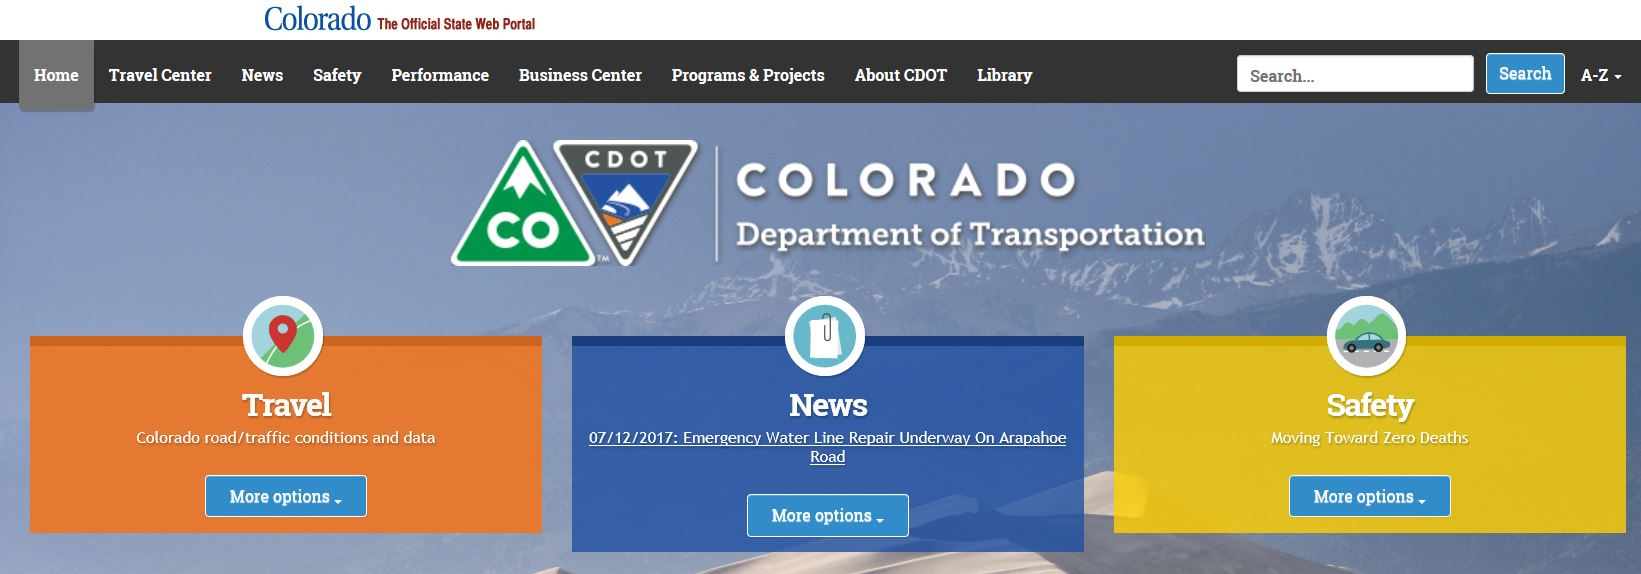 Colorado The Official State Web Portal
Home Travel Center News Safety Performance Business Center Programs & Projects About CDOT Library Search... Search A-Z
CO TM CDOT
COLORADO
Department of Transportation
Travel
Colorado road/traffic conditions and data
More options
News
07/12/2017: Emergency Water Line Repair Underway On Arapahoe
Road
More options
Safety
Moving Toward Zero Deaths
More options